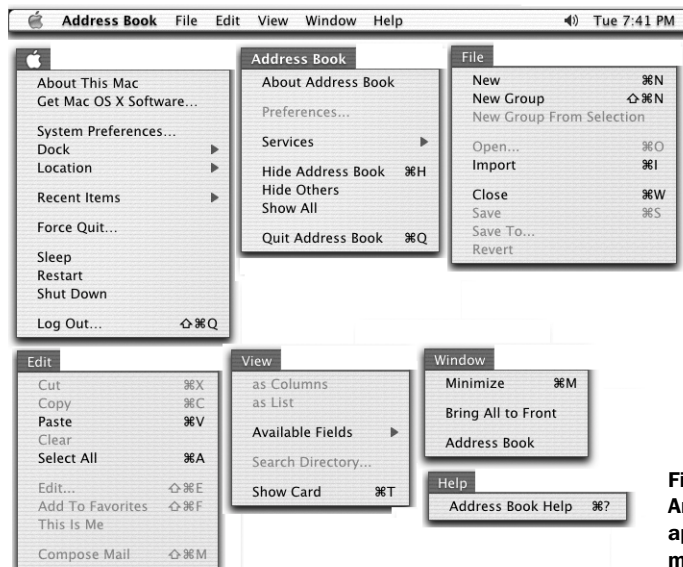 Address Book File Edit View Window Help Tue 7:41 PM
About This Mac
Get Mac OS X Software...
System Preferences...
Dock
Location
Recent Items
Force Quit...
Sleep
Restart
Shut Down
Log Out... ⇧⌘Q
Address Book
About Address Book
Preferences...
Services
Hide Address Book ⌘H
Hide Others
Show All
Quit Address Book ⌘Q
File
New ⌘N
New Group ⇧⌘N
New Group From Selection
Open... ⌘O
Import ⌘I
Close ⌘W
Save ⌘S
Save To...
Revert
Edit
Cut ⌘X
Copy ⌘C
Paste ⌘V
Clear
Select All ⌘A
Edit... ⇧⌘E
Add To Favorites ⇧⌘F
This Is Me
Compose Mail ⇧⌘M
View
as Columns
as List
Available Fields
Search Directory...
Show Card ⌘T
Window
Minimize ⌘M
Bring All to Front
Address Book
Help
Address Book Help ⌘?